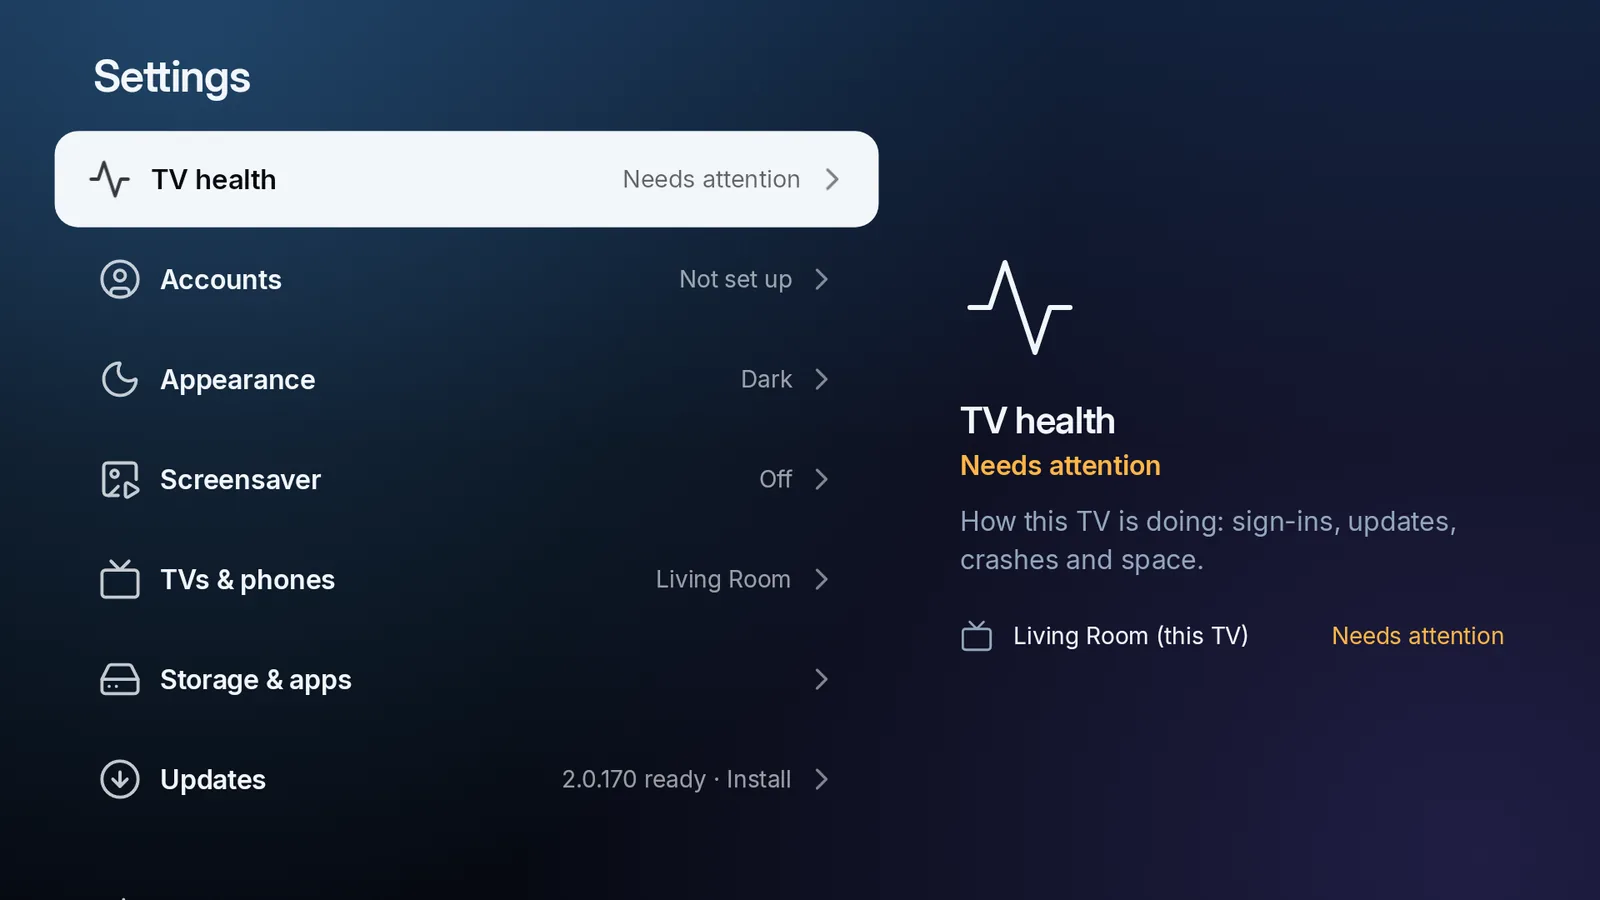 Settings
TV health
Needs attention
Accounts
Not set up
Appearance
Dark
Screensaver
Off
TVs & phones
Living Room
Storage & apps
Updates
2.0.170 ready · Install
TV health
Needs attention
How this TV is doing: sign-ins, updates,
crashes and space.
Living Room (this TV)
Needs attention